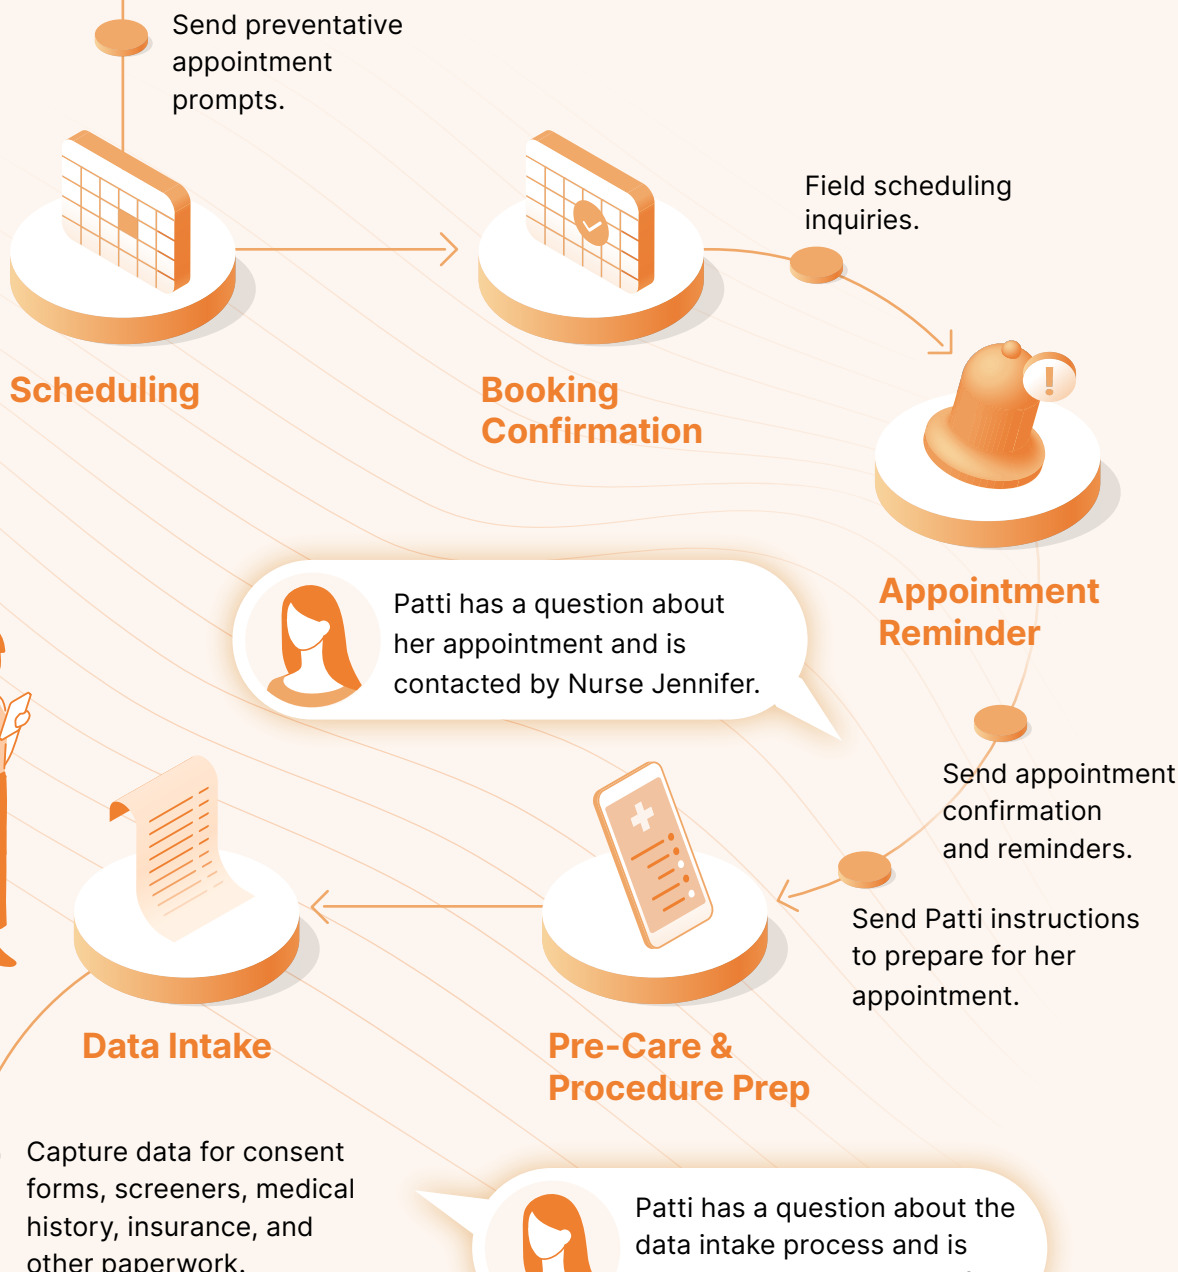 Send preventative
appointment
prompts.
Field scheduling
inquiries.
Scheduling
Booking
Confirmation
!
Appointment
Reminder
Patti has a question about
her appointment and is
contacted by Nurse Jennifer.
Send appointment
confirmation
and reminders.
Send Patti instructions
to prepare for her
appointment.
Data Intake
Pre-Care &
Procedure Prep
Capture data for consent
forms, screeners, medical
history, insurance, and
other paperwork.
Patti has a question about the
data intake process and is